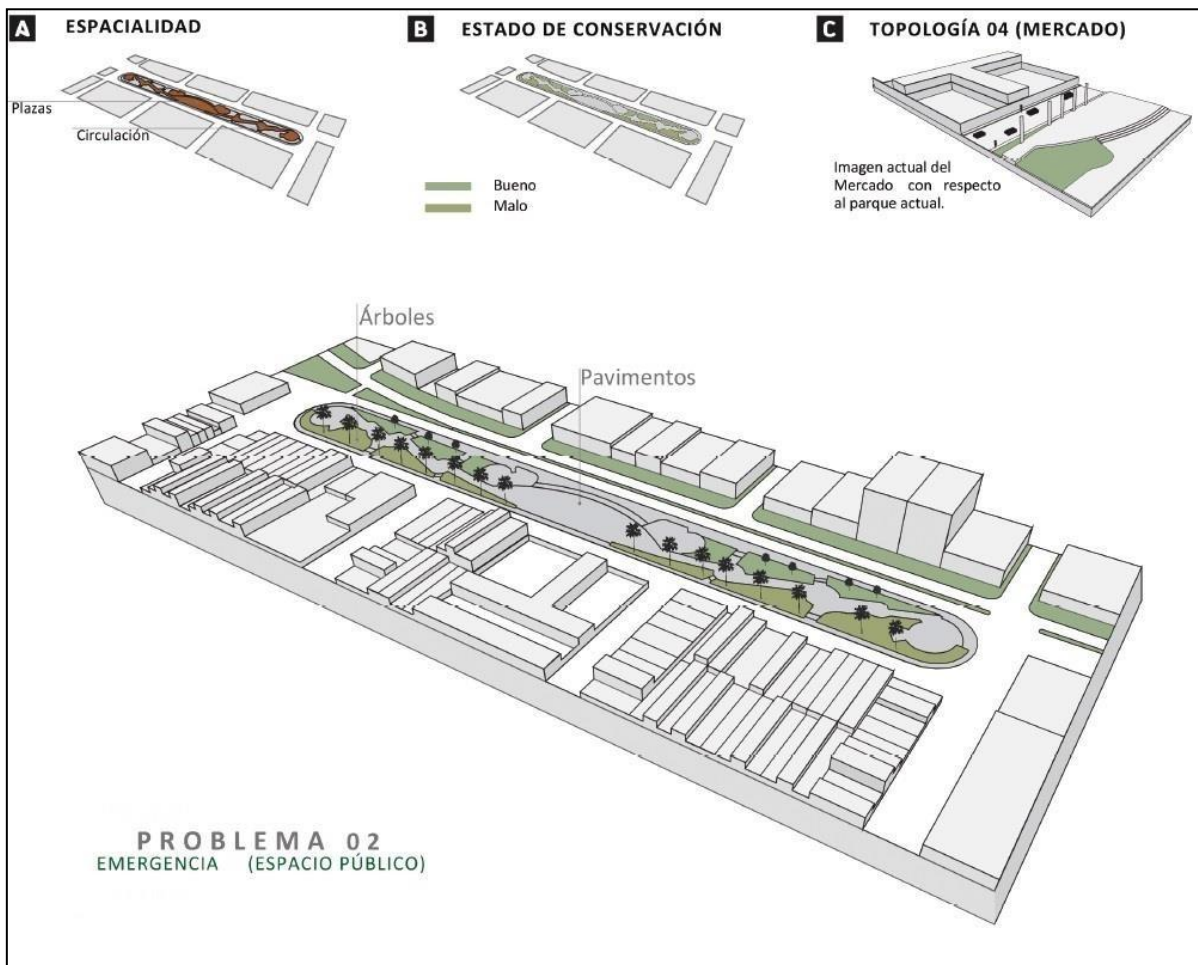 A ESPACIALIDAD
Plazas
Circulación
B ESTADO DE CONSERVACIÓN
Bueno
Malo
C TOPOLOGÍA 04 (MERCADO)
Imagen actual del
Mercado con respecto
al parque actual.
Árboles
Pavimentos
PROBLEMA 02
EMERGENCIA (ESPACIO PÚBLICO)